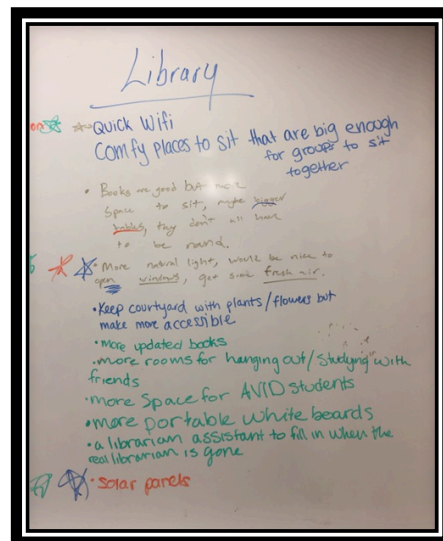 Library
Quick Wifi
Comfy places to sit that are big enough
for groups to sit
together
• Books are good but more
space to sit, maybe bigger
tables, they don't all have
to be round.
• More natural light, would be nice to
open windows, get some fresh air.
• Keep courtyard with plants/flowers but
make more accessible
• more updated books
• more rooms for hanging out/studying with
friends
• more space for AVID students
• more portable white boards
• a librarian assistant to fill in when the
real librarian is gone
• solar panels